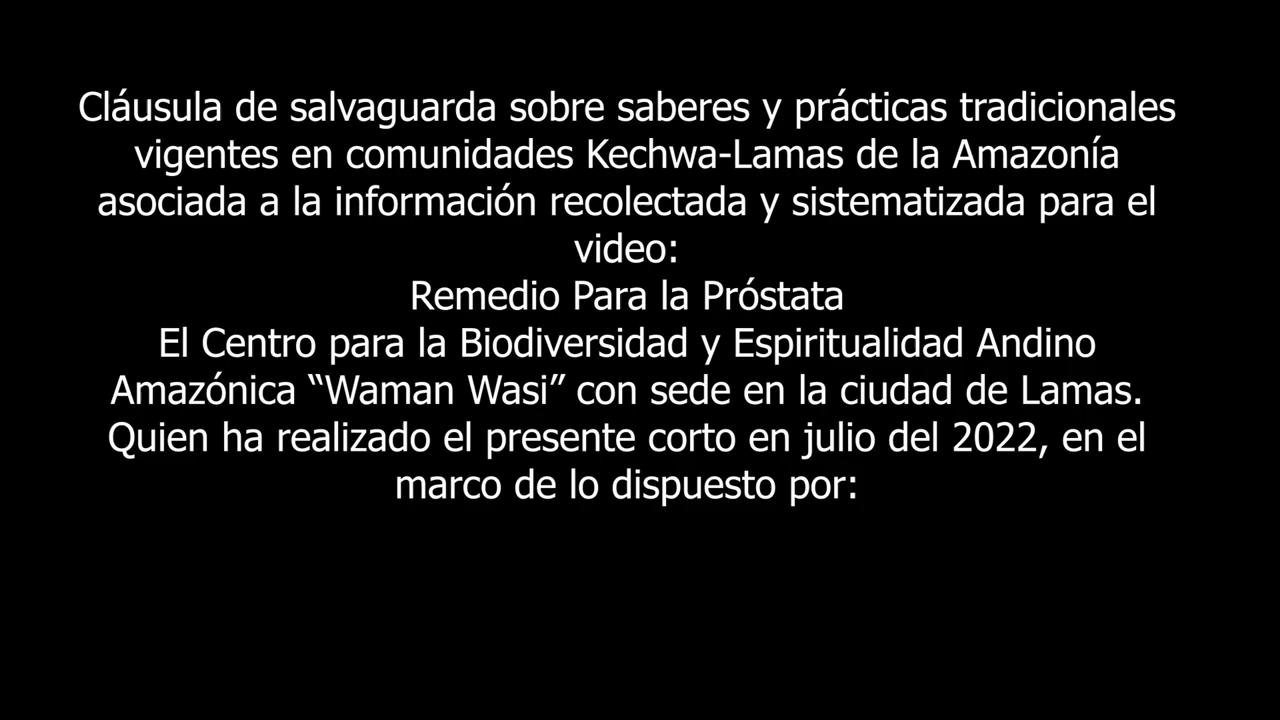 Cláusula de salvaguarda sobre saberes y prácticas tradicionales
vigentes en comunidades Kechwa-Lamas de la Amazonía
asociada a la información recolectada y sistematizada para el
video:
Remedio Para la Próstata
El Centro para la Biodiversidad y Espiritualidad Andino
Amazónica “Waman Wasi” con sede en la ciudad de Lamas.
Quien ha realizado el presente corto en julio del 2022, en el
marco de lo dispuesto por: